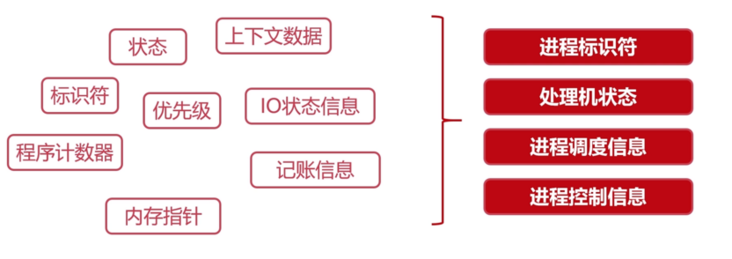 状态
上下文数据
标识符
优先级
IO状态信息
程序计数器
记账信息
内存指针
进程标识符
处理机状态
进程调度信息
进程控制信息